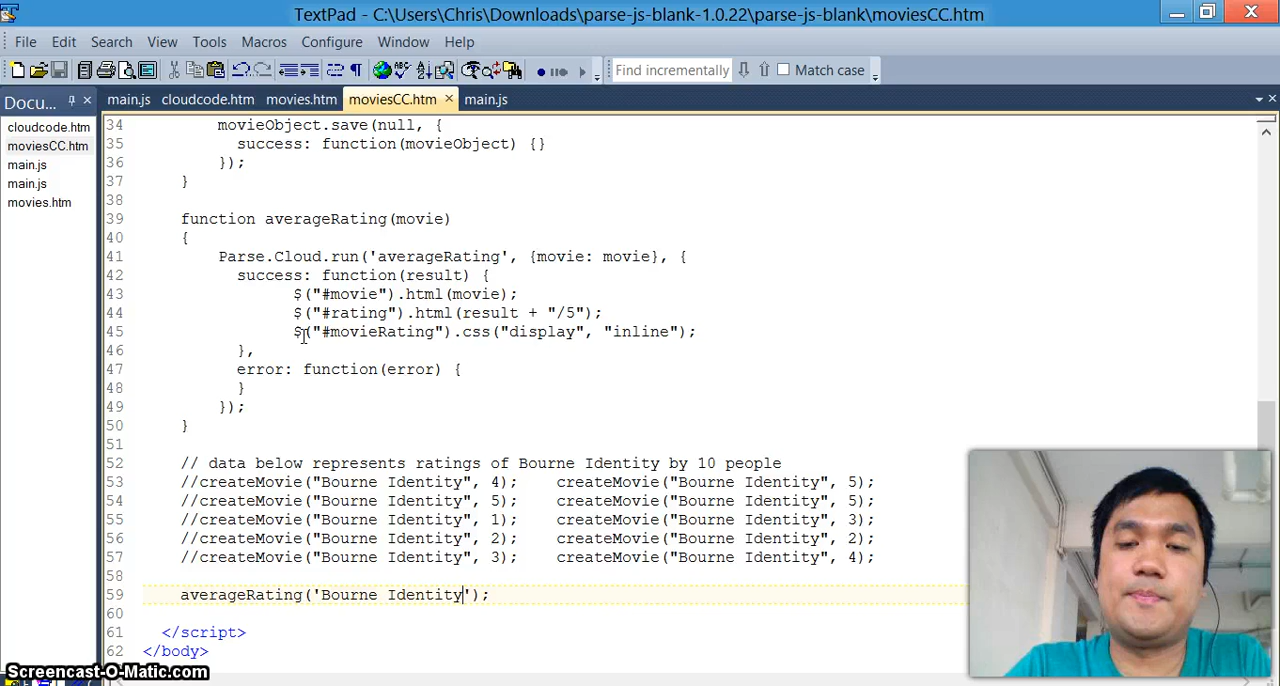 TextPad - C:\Users\Chris\Downloads\parse-js-blank-1.0.22\parse-js-blank\moviesCC.htm
File Edit Search View Tools Macros Configure Window Help
Find incrementally Match case
Docu... main.js cloudcode.htm movies.htm moviesCC.htm main.js
cloudcode.htm
moviesCC.htm
main.js
main.js
movies.htm
34 movieObject.save(null, {
35 success: function(movieObject) {}
36 });
37 }
38
39 function averageRating(movie)
40 {
41 Parse.Cloud.run('averageRating', {movie: movie}, {
42 success: function(result) {
43 $("#movie").html(movie);
44 $("#rating").html(result + "/5");
45 $("#movieRating").css("display", "inline");
46 },
47 error: function(error) {
48 }
49 });
50 }
51
52 // data below represents ratings of Bourne Identity by 10 people
53 //createMovie("Bourne Identity", 4); createMovie("Bourne Identity", 5);
54 //createMovie("Bourne Identity", 5); createMovie("Bourne Identity", 5);
55 //createMovie("Bourne Identity", 1); createMovie("Bourne Identity", 3);
56 //createMovie("Bourne Identity", 2); createMovie("Bourne Identity", 2);
57 //createMovie("Bourne Identity", 3); createMovie("Bourne Identity", 4);
58
59 averageRating('Bourne Identity');
60
61 </script>
62 </body>
Screencast-O-Matic.com